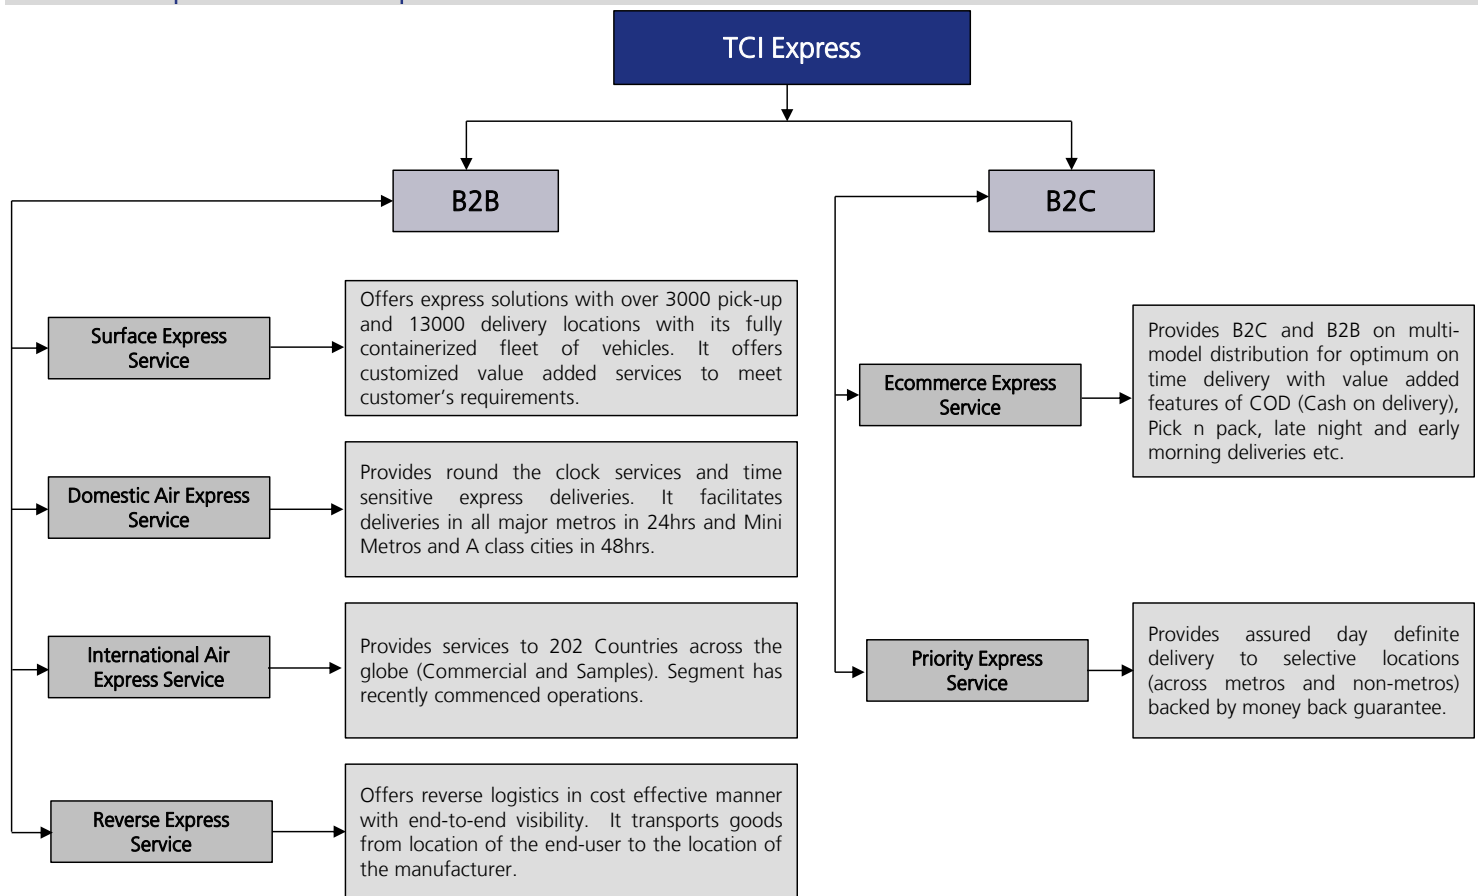 TCI Express
B2B
B2C
Surface Express
Service
Offers express solutions with over 3000 pick-up
and 13000 delivery locations with its fully
containerized fleet of vehicles. It offers
customized value added services to meet
customer's requirements.
Domestic Air Express
Service
Provides round the clock services and time
sensitive express deliveries. It facilitates
deliveries in all major metros in 24hrs and Mini
Metros and A class cities in 48hrs.
International Air
Express Service
Provides services to 202 Countries across the
globe (Commercial and Samples). Segment has
recently commenced operations.
Reverse Express
Service
Offers reverse logistics in cost effective manner
with end-to-end visibility. It transports goods
from location of the end-user to the location of
the manufacturer.
Ecommerce Express
Service
Provides B2C and B2B on multi-
model distribution for optimum on
time delivery with value added
features of COD (Cash on delivery),
Pick n pack, late night and early
morning deliveries etc.
Priority Express
Service
Provides assured day definite
delivery to selective locations
(across metros and non-metros)
backed by money back guarantee.